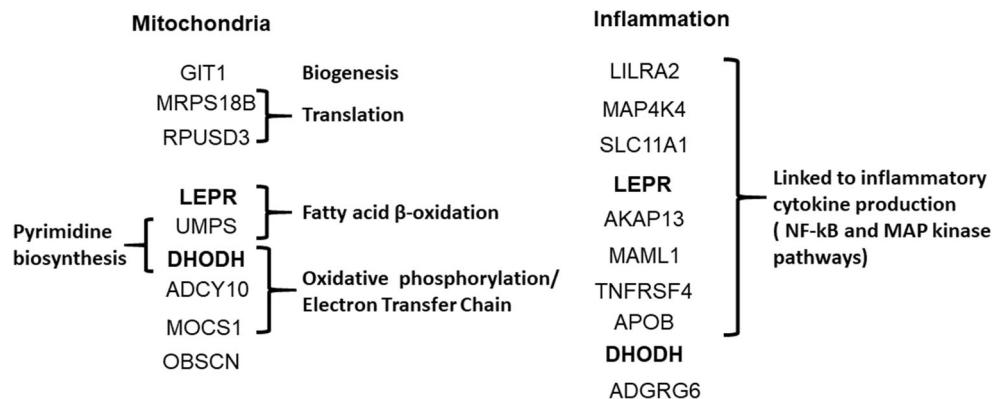 Mitochondria
GIT1
Biogenesis
MRPS18B
Translation
RPUSD3
LEPR
Fatty acid β-oxidation
UMPS
Pyrimidine
biosynthesis
DHODH
Oxidative phosphorylation/
Electron Transfer Chain
ADCY10
MOCS1
OBSCN
Inflammation
LILRA2
MAP4K4
SLC11A1
LEPR
AKAP13
MAML1
TNFRSF4
APOB
DHODH
ADGRG6
Linked to inflammatory
cytokine production
( NF-kB and MAP kinase
pathways)